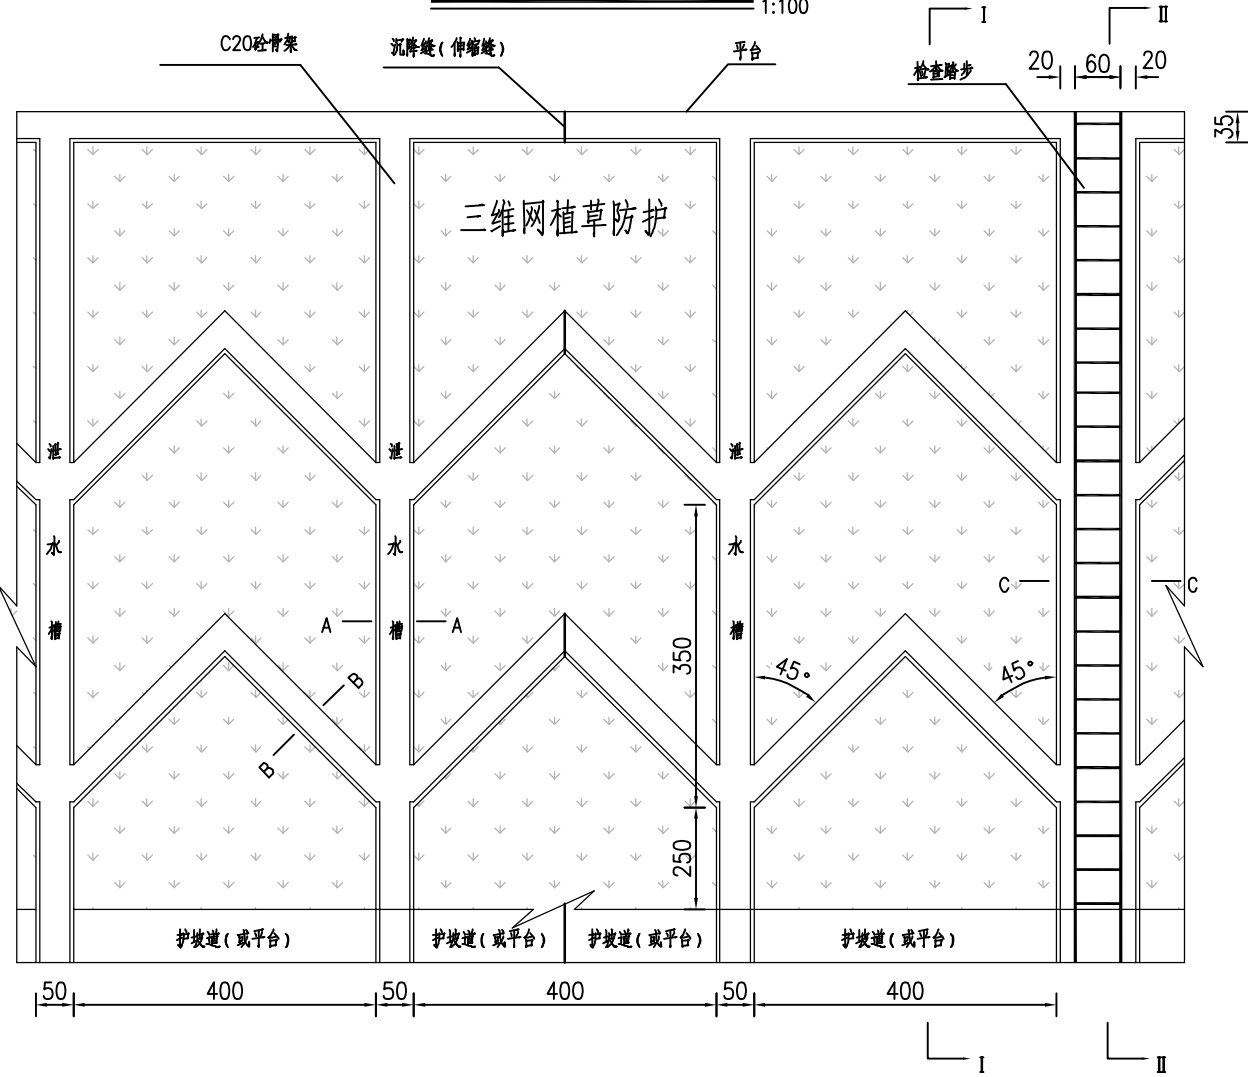 1:100
I
II
C20砼骨架
沉降缝(伸缩缝)
平台
检查踏步
20
60
20
35
三维网植草防护
泄
水
槽
泄
水
槽
泄
水
槽
A
A
B
B
C
C
350
45°
45°
250
护坡道(或平台)
护坡道(或平台)
护坡道(或平台)
护坡道(或平台)
50
400
50
400
50
400
I
II